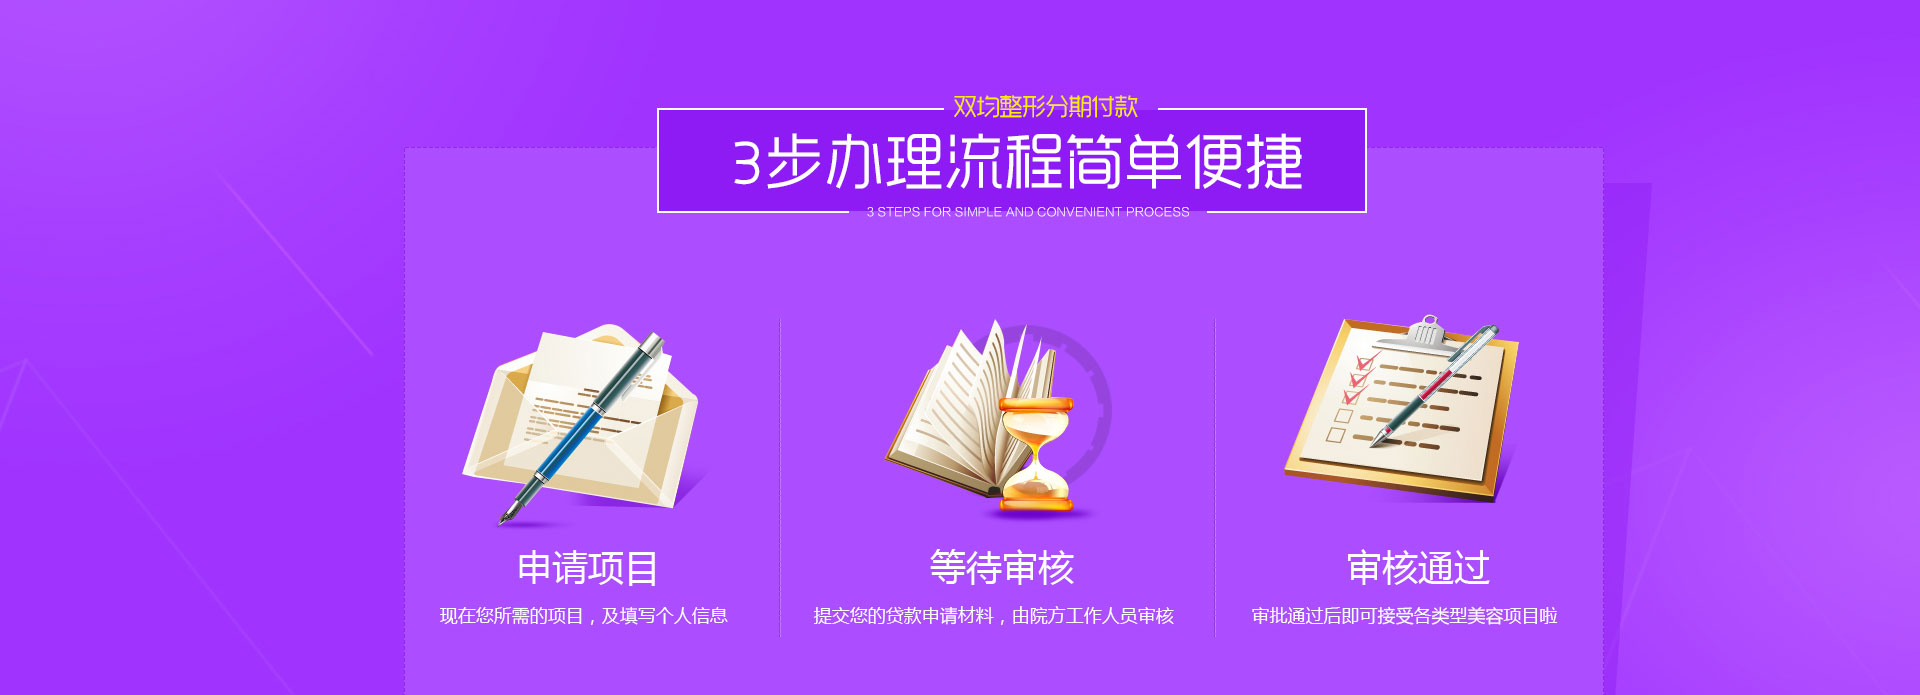 双均整形分期付款
3步办理流程简单便捷
3 STEPS FOR SIMPLE AND CONVENIENT PROCESS
申请项目
现在您所需的项目，及填写个人信息
等待审核
提交您的贷款申请材料，由院方工作人员审核
审核通过
审批通过后即可接受各类型美容项目啦